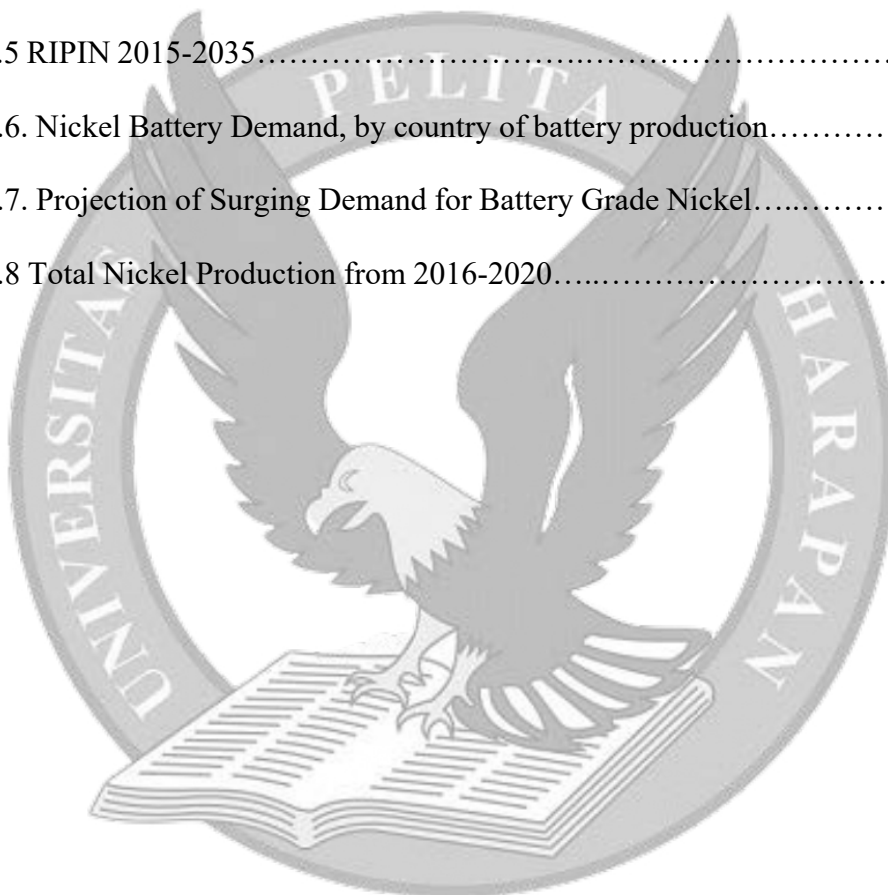 .5 RIPIN 2015-2035……………………………..………………………
.6. Nickel Battery Demand, by country of battery production…………
.7. Projection of Surging Demand for Battery Grade Nickel…..………
.8 Total Nickel Production from 2016-2020…..………………………
UNIVERSITAS PELITA HARAPAN